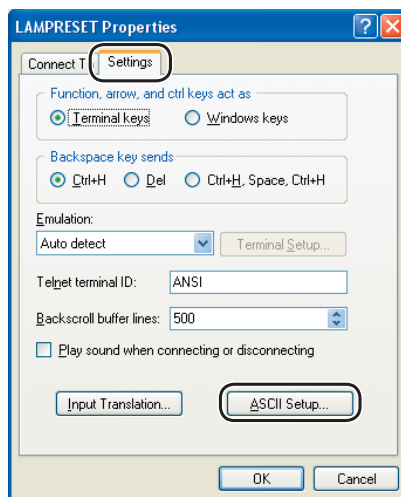 LAMPRESET Properties
Connect T Settings
Function, arrow, and ctrl keys act as
Terminal keys Windows keys
Backspace key sends
Ctrl+H Del Ctrl+H, Space, Ctrl+H
Emulation:
Auto detect Terminal Setup...
Telnet terminal ID: ANSI
Backscroll buffer lines: 500
Play sound when connecting or disconnecting
Input Translation... ASCII Setup...
OK Cancel